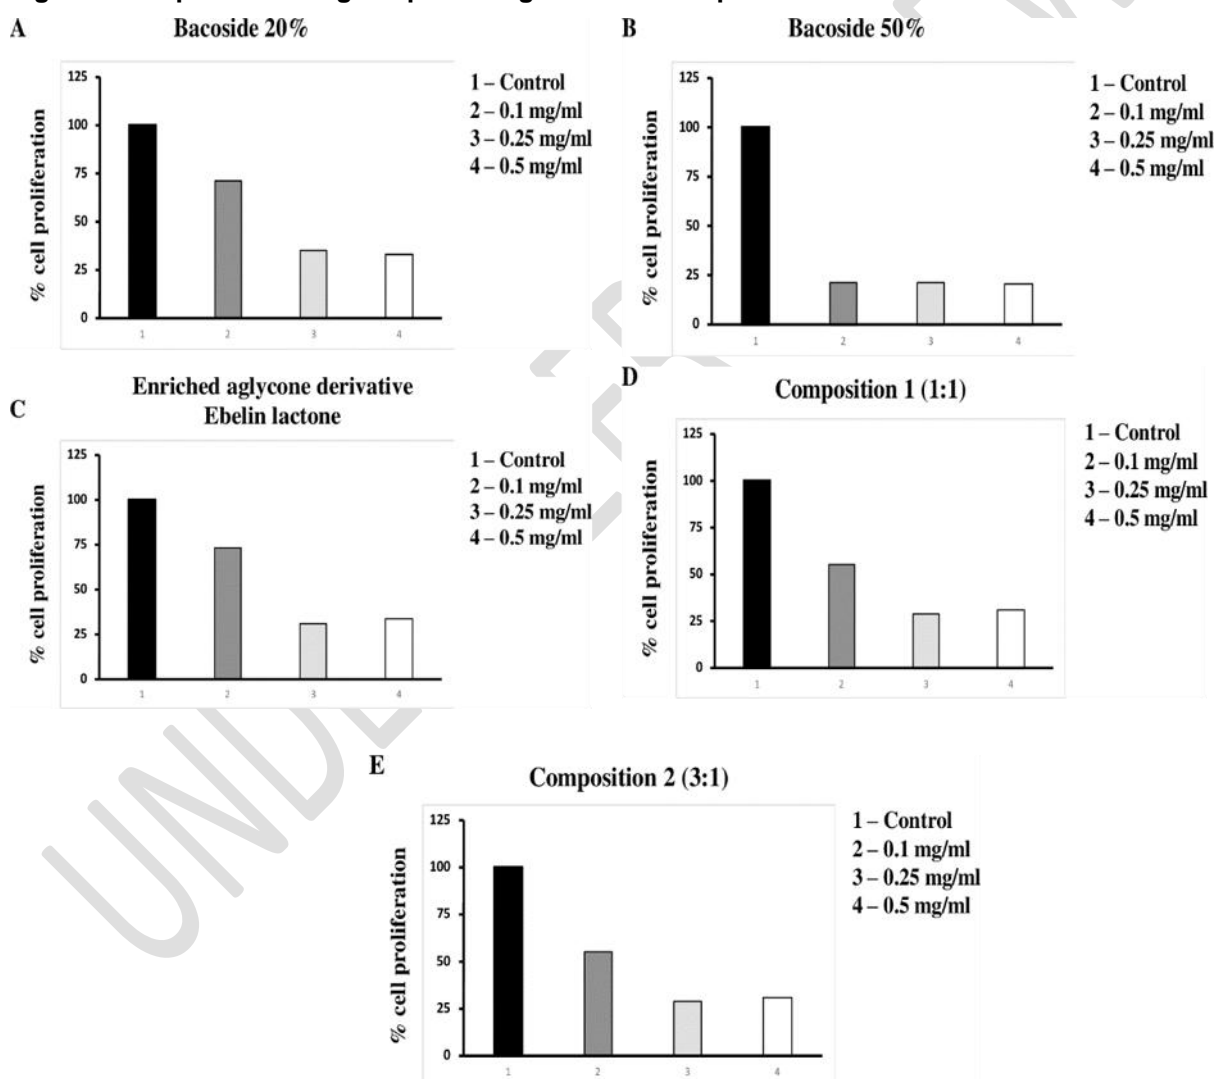 A
Bacoside 20%
125
100
75
50
25
0
% cell proliferation
1 2 3 4
1 – Control
2 – 0.1 mg/ml
3 – 0.25 mg/ml
4 – 0.5 mg/ml
B
Bacoside 50%
125
100
75
50
25
0
% cell proliferation
1 2 3 4
1 – Control
2 – 0.1 mg/ml
3 – 0.25 mg/ml
4 – 0.5 mg/ml
C
Enriched aglycone derivative
Ebelin lactone
125
100
75
50
25
0
% cell proliferation
1 2 3 4
1 – Control
2 – 0.1 mg/ml
3 – 0.25 mg/ml
4 – 0.5 mg/ml
D
Composition 1 (1:1)
125
100
75
50
25
0
% cell proliferation
1 2 3 4
1 – Control
2 – 0.1 mg/ml
3 – 0.25 mg/ml
4 – 0.5 mg/ml
E
Composition 2 (3:1)
125
100
75
50
25
0
% cell proliferation
1 2 3 4
1 – Control
2 – 0.1 mg/ml
3 – 0.25 mg/ml
4 – 0.5 mg/ml